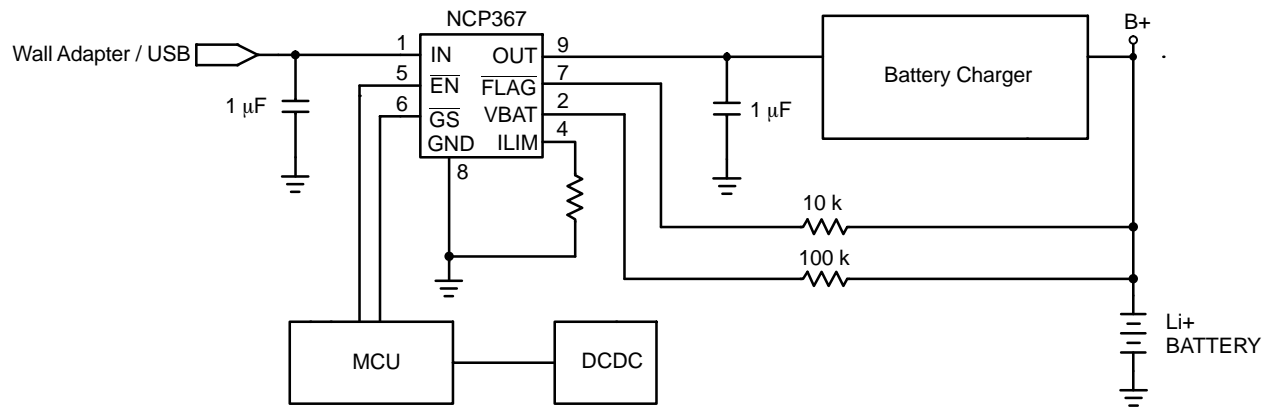 NCP367
B+
Wall Adapter / USB
1
IN
OUT
9
5
EN
FLAG
7
6
GS
VBAT
2
GND
ILIM
4
8
1 μF
1 μF
Battery Charger
10 k
100 k
MCU
DCDC
Li+
BATTERY